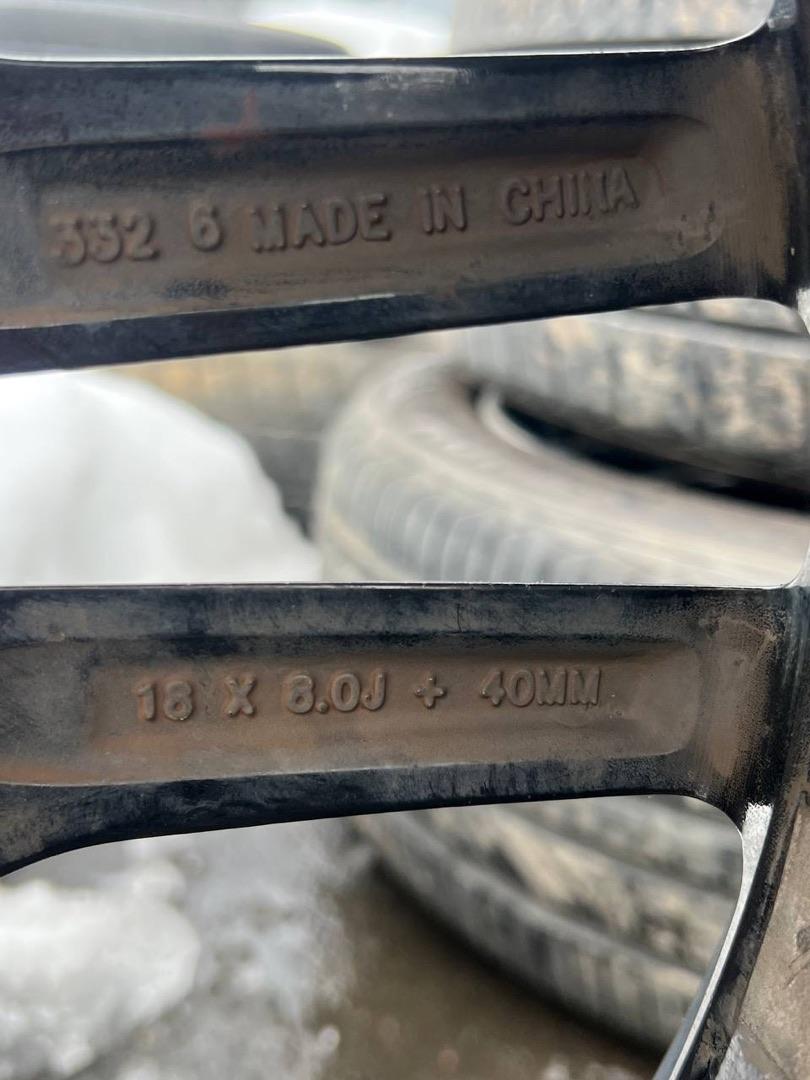 332 6 MADE IN CHINA
18 X 8.0J + 40MM